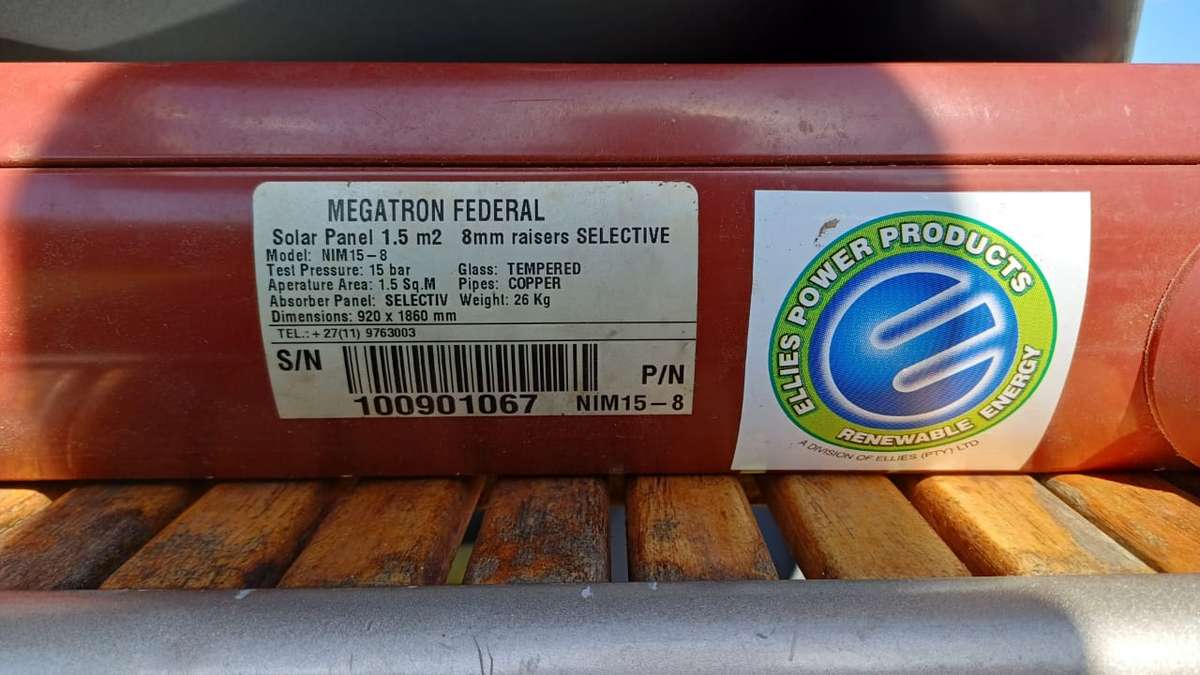 MEGATRON FEDERAL
Solar Panel 1.5 m2 8mm raisers SELECTIVE
Model: NIM15-8
Test Pressure: 15 bar Glass: TEMPERED
Aperature Area: 1.5 Sq.M Pipes: COPPER
Absorber Panel: SELECTIV Weight: 26 Kg
Dimensions: 920 x 1860 mm
TEL.: +27(11) 9763003
S/N P/N
100901067 NIM15-8
ELLIES POWER PRODUCTS
RENEWABLE ENERGY
A DIVISION OF ELLIES (PTY) LTD